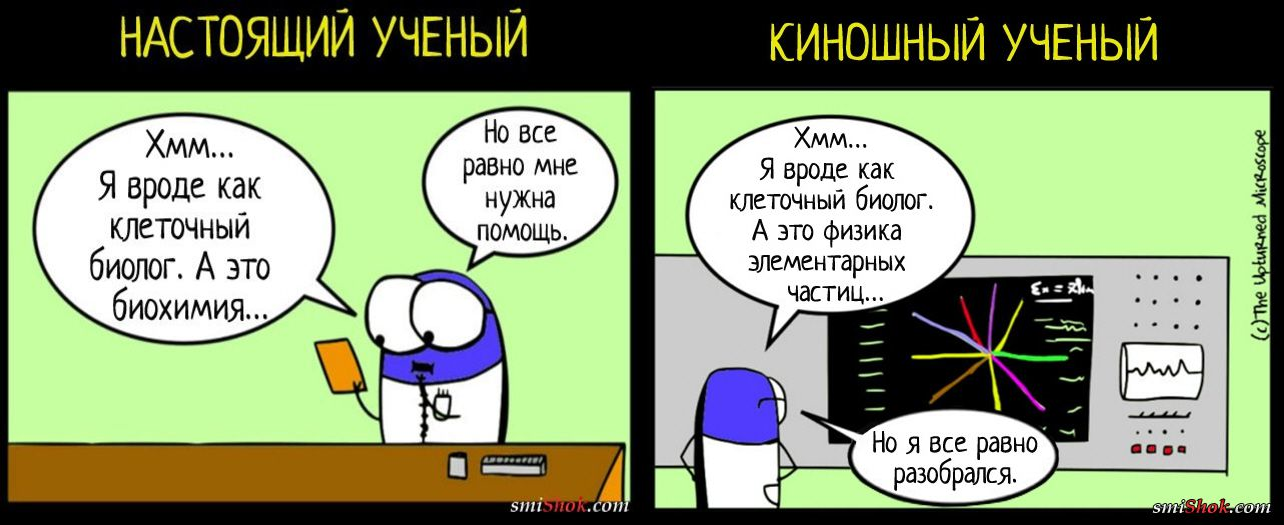 НАСТОЯЩИЙ УЧЕНЫЙ
Хмм...
Я вроде как
клеточный
биолог. А это
биохимия...
Но все
равно мне
нужна
помощь.
smiShok.com
КИНОШНЫЙ УЧЕНЫЙ
Хмм...
Я вроде как
клеточный биолог.
А это физика
элементарных
частиц...
Но я все равно
разобрался.
(c)The Upturned Microscope
smiShok.com